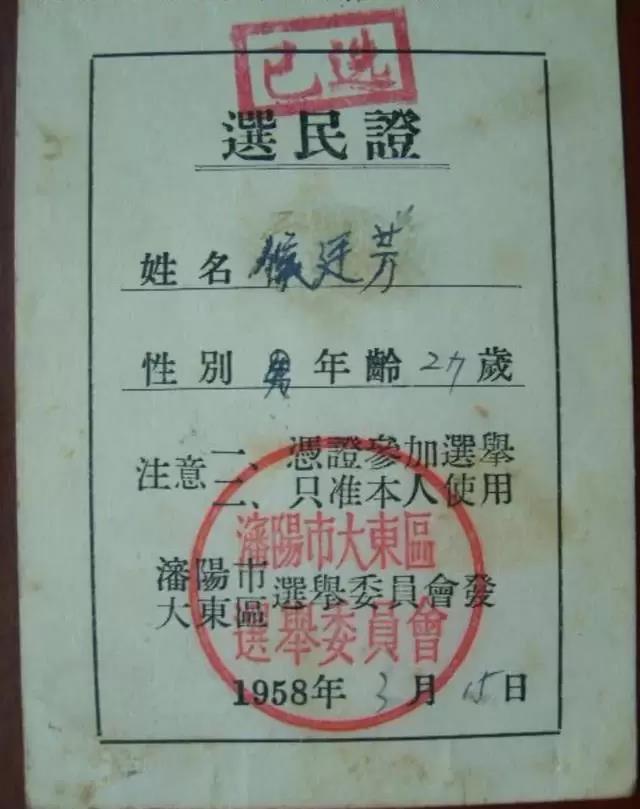 已选
選民證
姓名 侯廷芳
性別 男 年齡 27 歲
注意 一、憑證參加選舉
二、只准本人使用
瀋陽市大東區
瀋陽市大東區選舉委員會發
選舉委員會
1958年 3 月 15 日